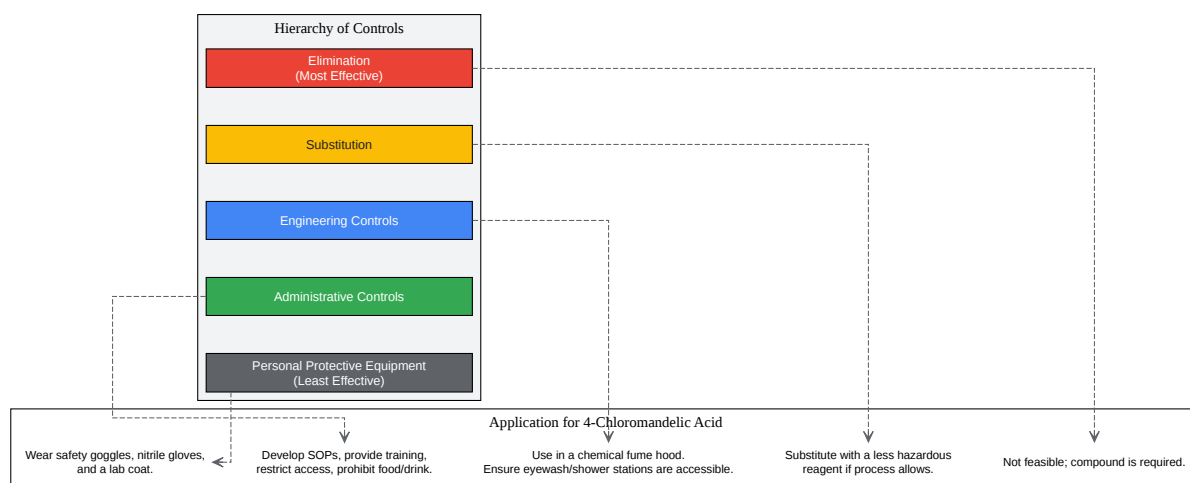 Hierarchy of Controls
Elimination
(Most Effective)
Substitution
Engineering Controls
Administrative Controls
Personal Protective Equipment
(Least Effective)
Application for 4-Chloromandelic Acid
Wear safety goggles, nitrile gloves,
and a lab coat.
Develop SOPs, provide training,
restrict access, prohibit food/drink.
Use in a chemical fume hood.
Ensure eyewash/shower stations are accessible.
Substitute with a less hazardous
reagent if process allows.
Not feasible; compound is required.